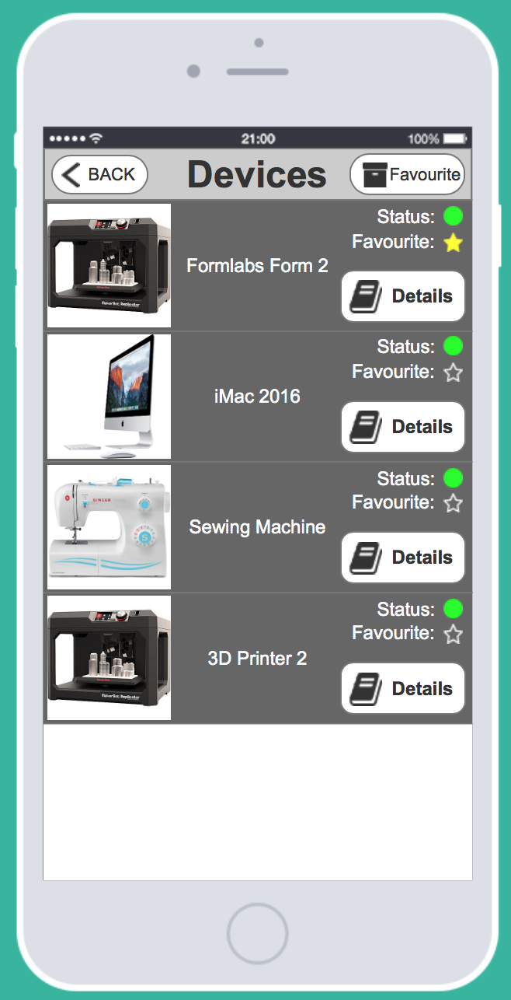 21:00
100%
BACK
Devices
Favourite
Status:
Favourite:
Formlabs Form 2
MakerBot Replicator
Details
Status:
Favourite:
iMac 2016
Details
Status:
Favourite:
SINGER
S
Sewing Machine
Details
Status:
Favourite:
3D Printer 2
MakerBot Replicator
Details